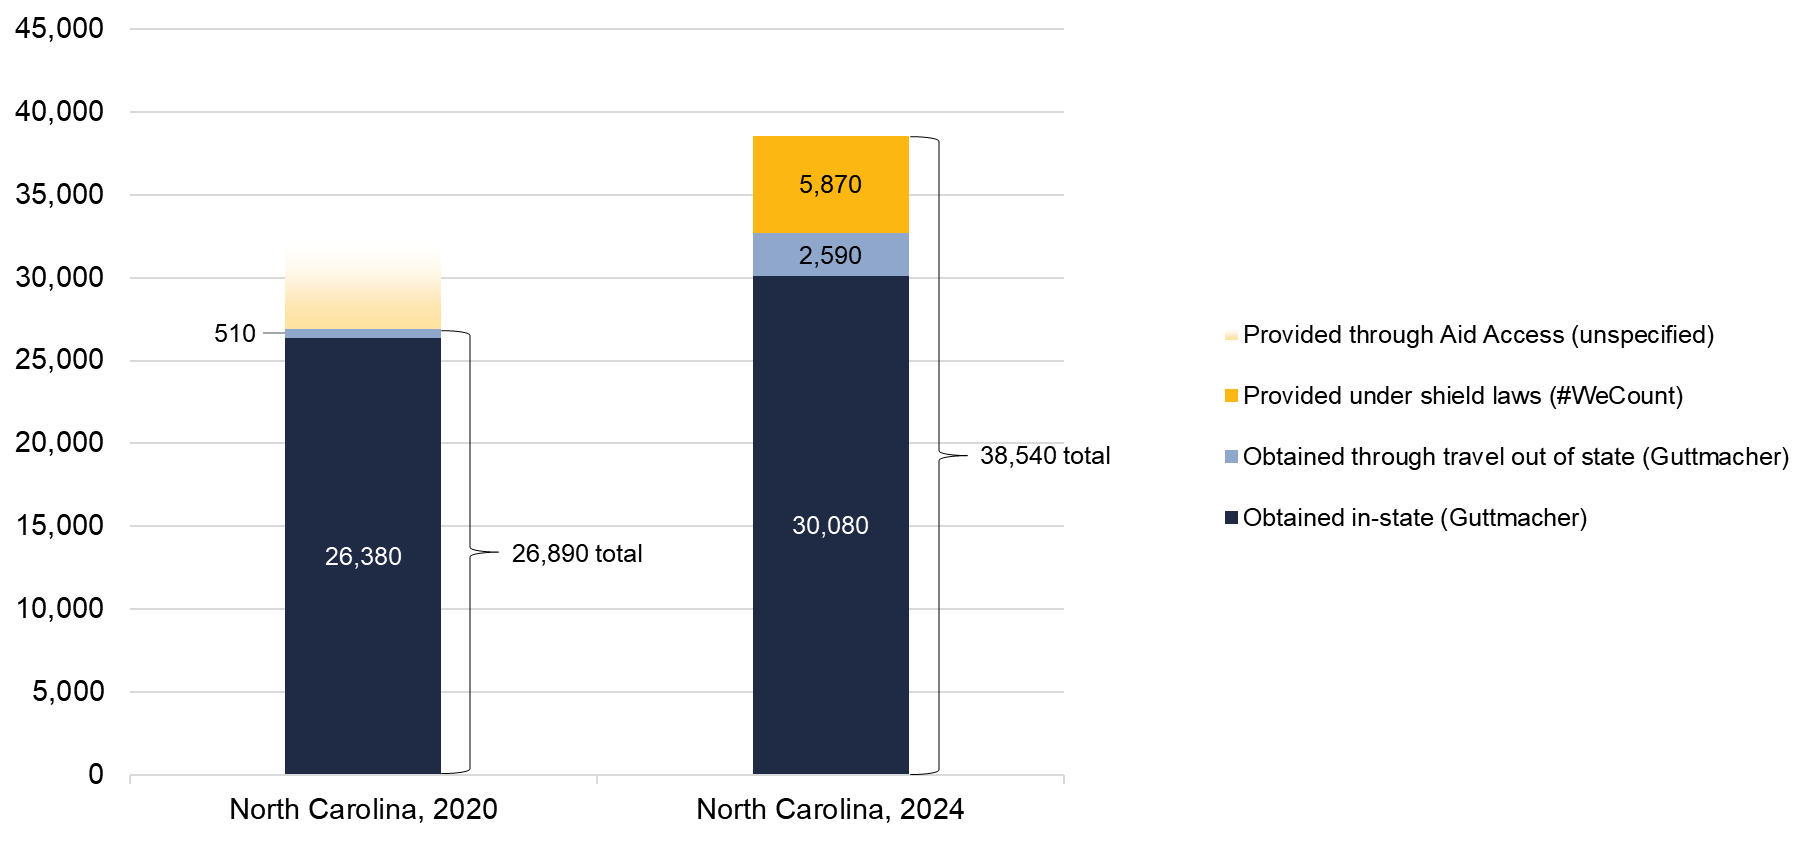 45,000
40,000
35,000
30,000
25,000
20,000
15,000
10,000
5,000
0
510
26,380
26,890 total
5,870
2,590
30,080
38,540 total
North Carolina, 2020
North Carolina, 2024
Provided through Aid Access (unspecified)
Provided under shield laws (#WeCount)
Obtained through travel out of state (Guttmacher)
Obtained in-state (Guttmacher)